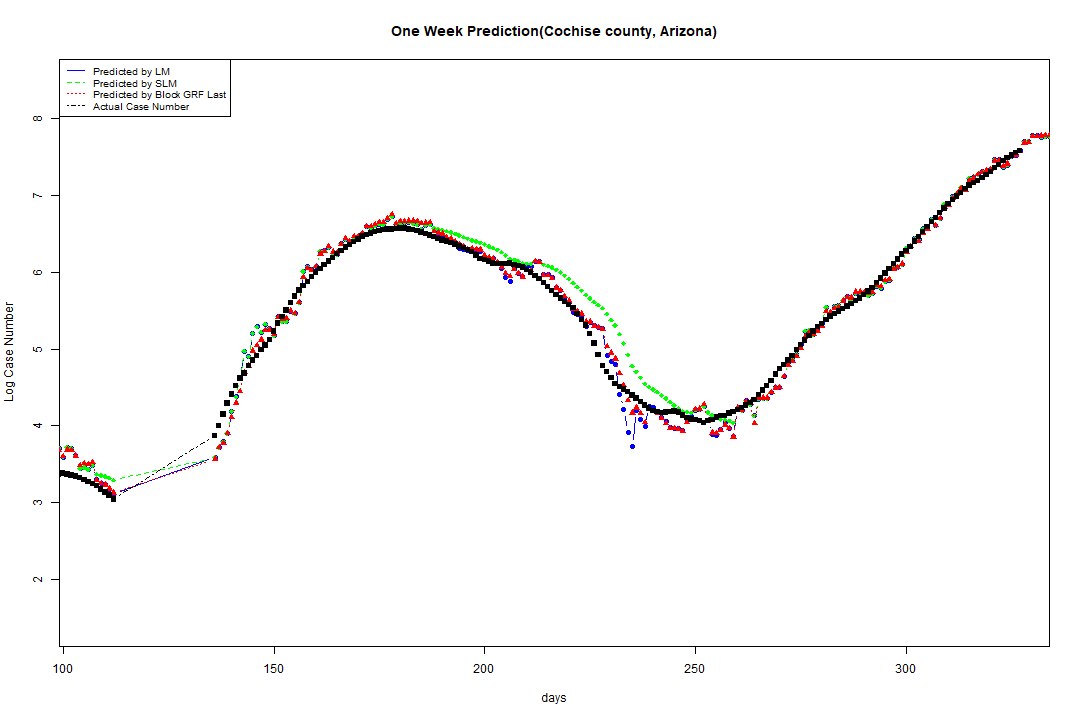 One Week Prediction(Cochise county, Arizona)
Predicted by LM
Predicted by SLM
Predicted by Block GRF Last
Actual Case Number
8
7
6
5
4
3
2
Log Case Number
100 150 200 250 300
days